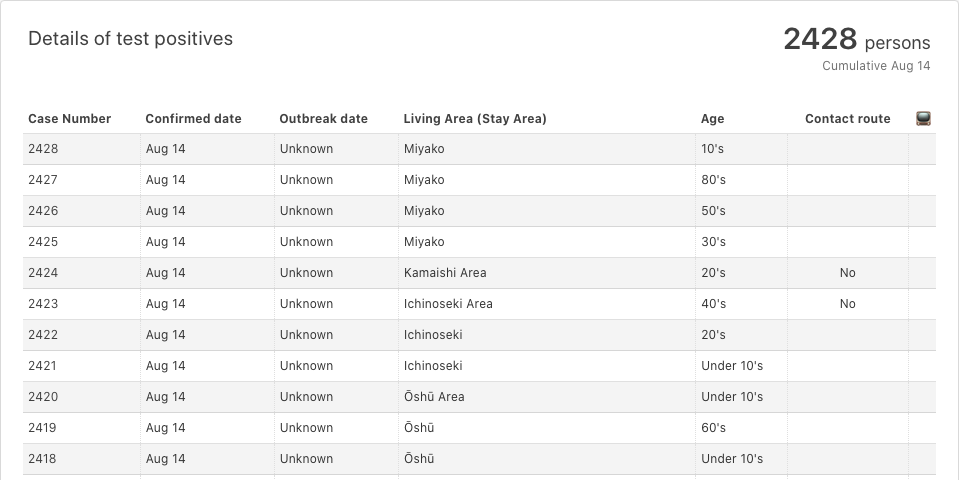 Details of test positives
2428 persons
Cumulative Aug 14
Case Number Confirmed date Outbreak date Living Area (Stay Area) Age Contact route
2428 Aug 14 Unknown Miyako 10's
2427 Aug 14 Unknown Miyako 80's
2426 Aug 14 Unknown Miyako 50's
2425 Aug 14 Unknown Miyako 30's
2424 Aug 14 Unknown Kamaishi Area 20's No
2423 Aug 14 Unknown Ichinoseki Area 40's No
2422 Aug 14 Unknown Ichinoseki 20's
2421 Aug 14 Unknown Ichinoseki Under 10's
2420 Aug 14 Unknown Ōshū Area Under 10's
2419 Aug 14 Unknown Ōshū 60's
2418 Aug 14 Unknown Ōshū Under 10's